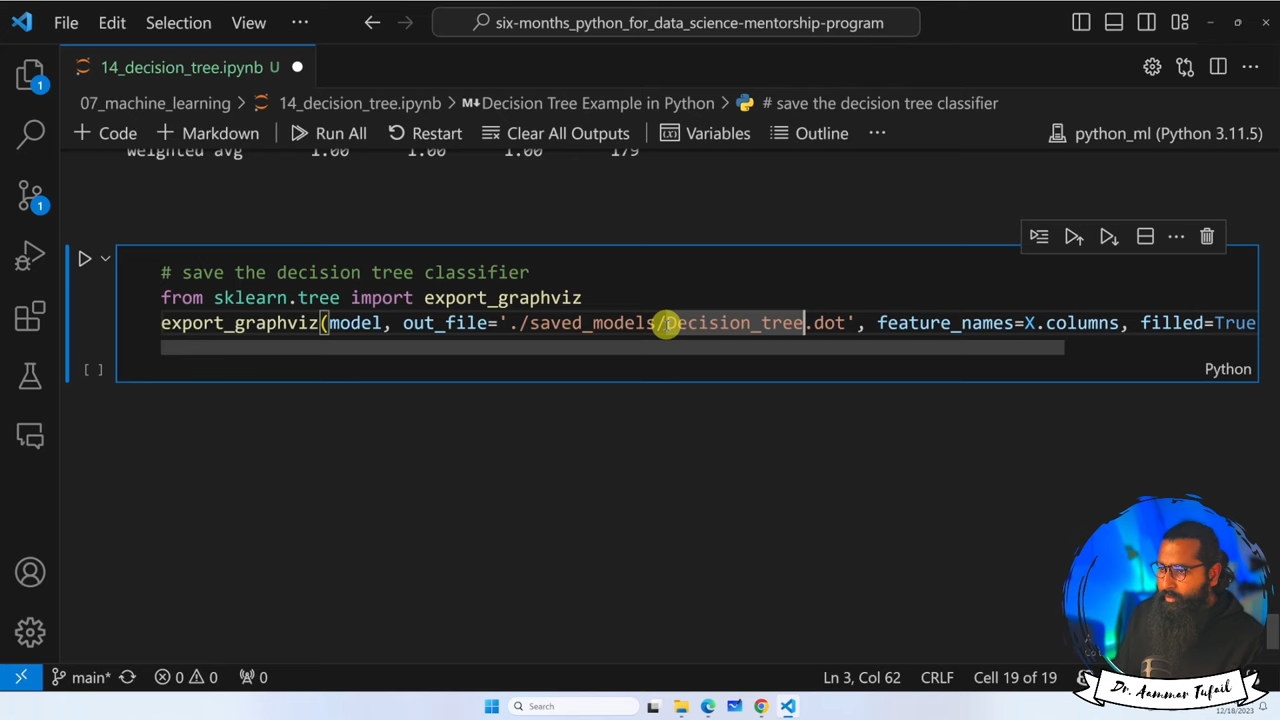 File Edit Selection View ··· six-months_python_for_data_science-mentorship-program
14_decision_tree.ipynb U
07_machine_learning > 14_decision_tree.ipynb > M↓Decision Tree Example in Python > # save the decision tree classifier
+ Code + Markdown Run All Restart Clear All Outputs Variables Outline ··· python_ml (Python 3.11.5)
weighted avg 1.00 1.00 1.00 179
# save the decision tree classifier
from sklearn.tree import export_graphviz
export_graphviz(model, out_file='./saved_models/decision_tree.dot', feature_names=X.columns, filled=True
[ ] Python
1
1
main* 0 0 0 Ln 3, Col 62 CRLF Cell 19 of 19
Dr. Aammar Tufail
Search
12/18/2023